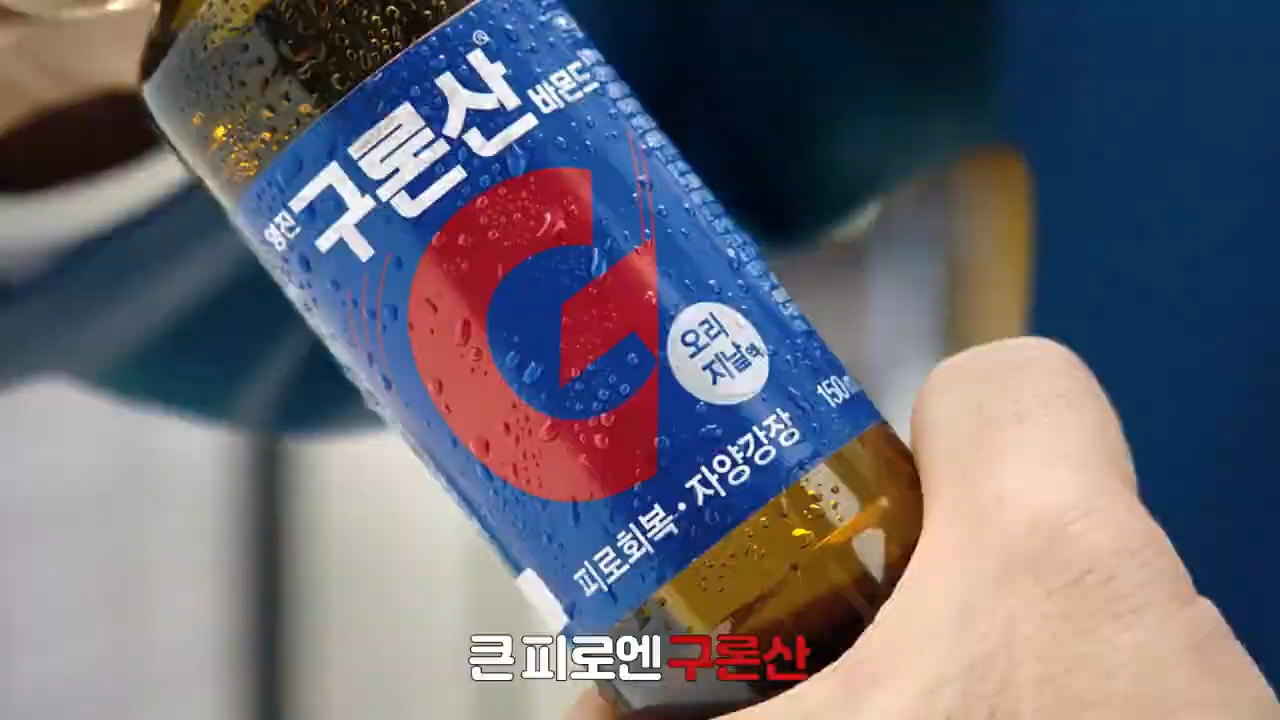 영진 구론산® 바몬드
오리
지날액
150
피로회복 • 자양강장
큰 피로엔 구론산